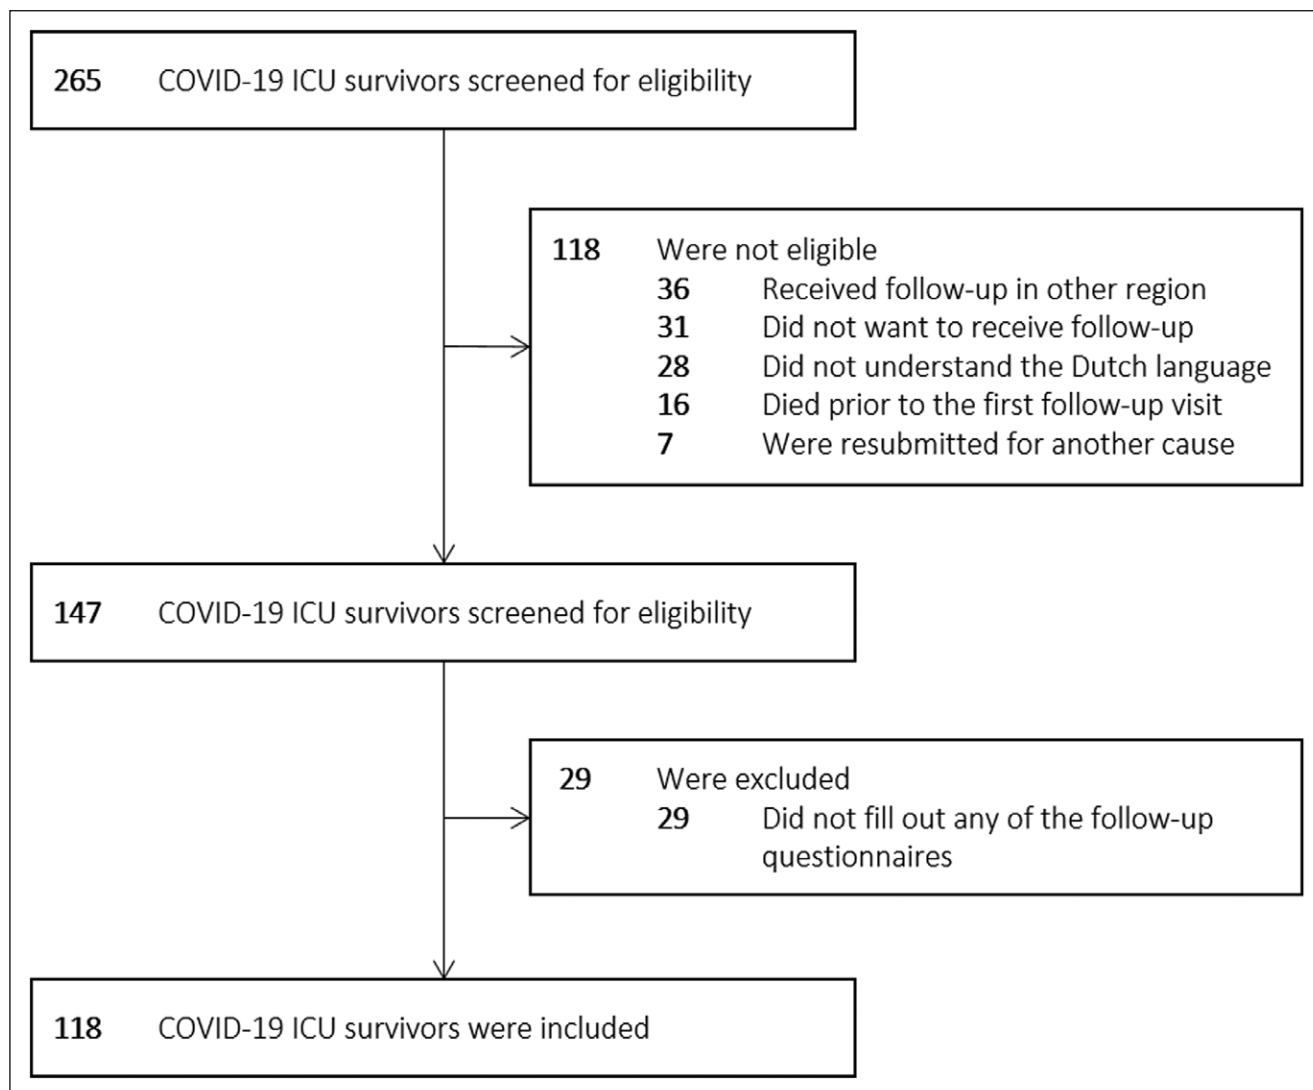 265 COVID-19 ICU survivors screened for eligibility
118 Were not eligible
36 Received follow-up in other region
31 Did not want to receive follow-up
28 Did not understand the Dutch language
16 Died prior to the first follow-up visit
7 Were resubmitted for another cause
147 COVID-19 ICU survivors screened for eligibility
29 Were excluded
29 Did not fill out any of the follow-up
questionnaires
118 COVID-19 ICU survivors were included